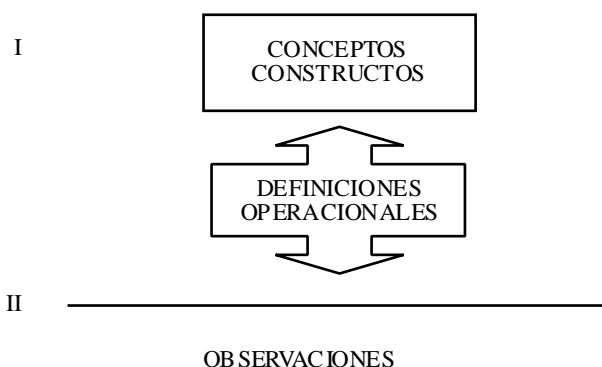 I
CONCEPTOS
CONSTRUCTOS
DEFINICIONES
OPERACIONALES
II
OBSERVACIONES